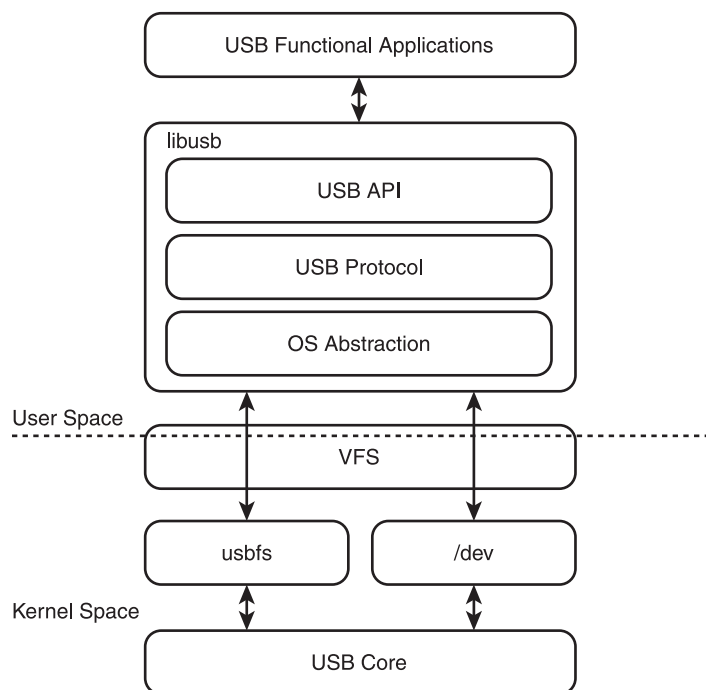 USB Functional Applications
libusb
USB API
USB Protocol
OS Abstraction
User Space
VFS
usbfs
/dev
Kernel Space
USB Core